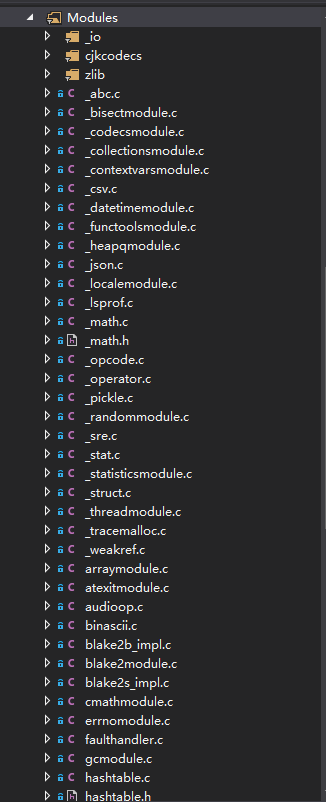 Modules
_io
cjkcodecs
zlib
_abc.c
_bisectmodule.c
_codecsmodule.c
_collectionsmodule.c
_contextvarsmodule.c
_csv.c
_datetimemodule.c
_functoolsmodule.c
_heapqmodule.c
_json.c
_localemodule.c
_lsprof.c
_math.c
_math.h
_opcode.c
_operator.c
_pickle.c
_randommodule.c
_sre.c
_stat.c
_statisticsmodule.c
_struct.c
_threadmodule.c
_tracemalloc.c
_weakref.c
arraymodule.c
atexitmodule.c
audioop.c
binascii.c
blake2b_impl.c
blake2module.c
blake2s_impl.c
cmathmodule.c
errnomodule.c
faulthandler.c
gcmodule.c
hashtable.c
hashtable.h